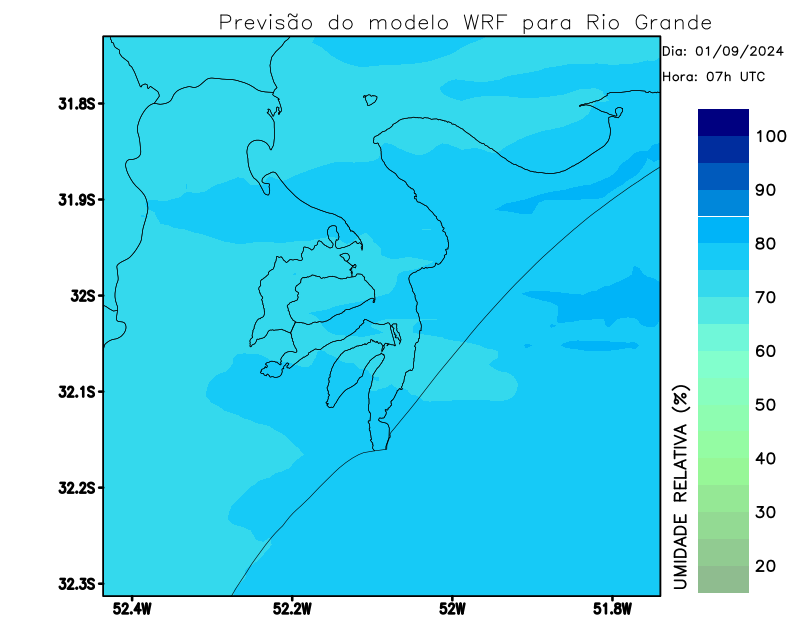 Previsão do modelo WRF para Rio Grande
Dia: 01/09/2024
Hora: 07h UTC
31.8S
31.9S
32S
32.1S
32.2S
32.3S
52.4W
52.2W
52W
51.8W
UMIDADE RELATIVA (%)
100
90
80
70
60
50
40
30
20